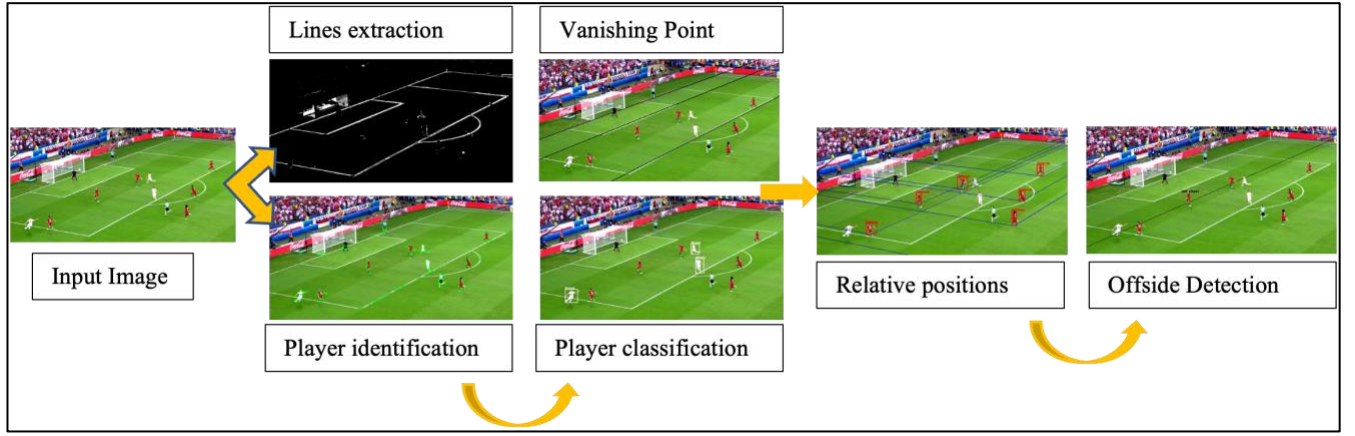 Lines extraction
Vanishing Point
Input Image
Player identification
Player classification
Relative positions
Offside Detection